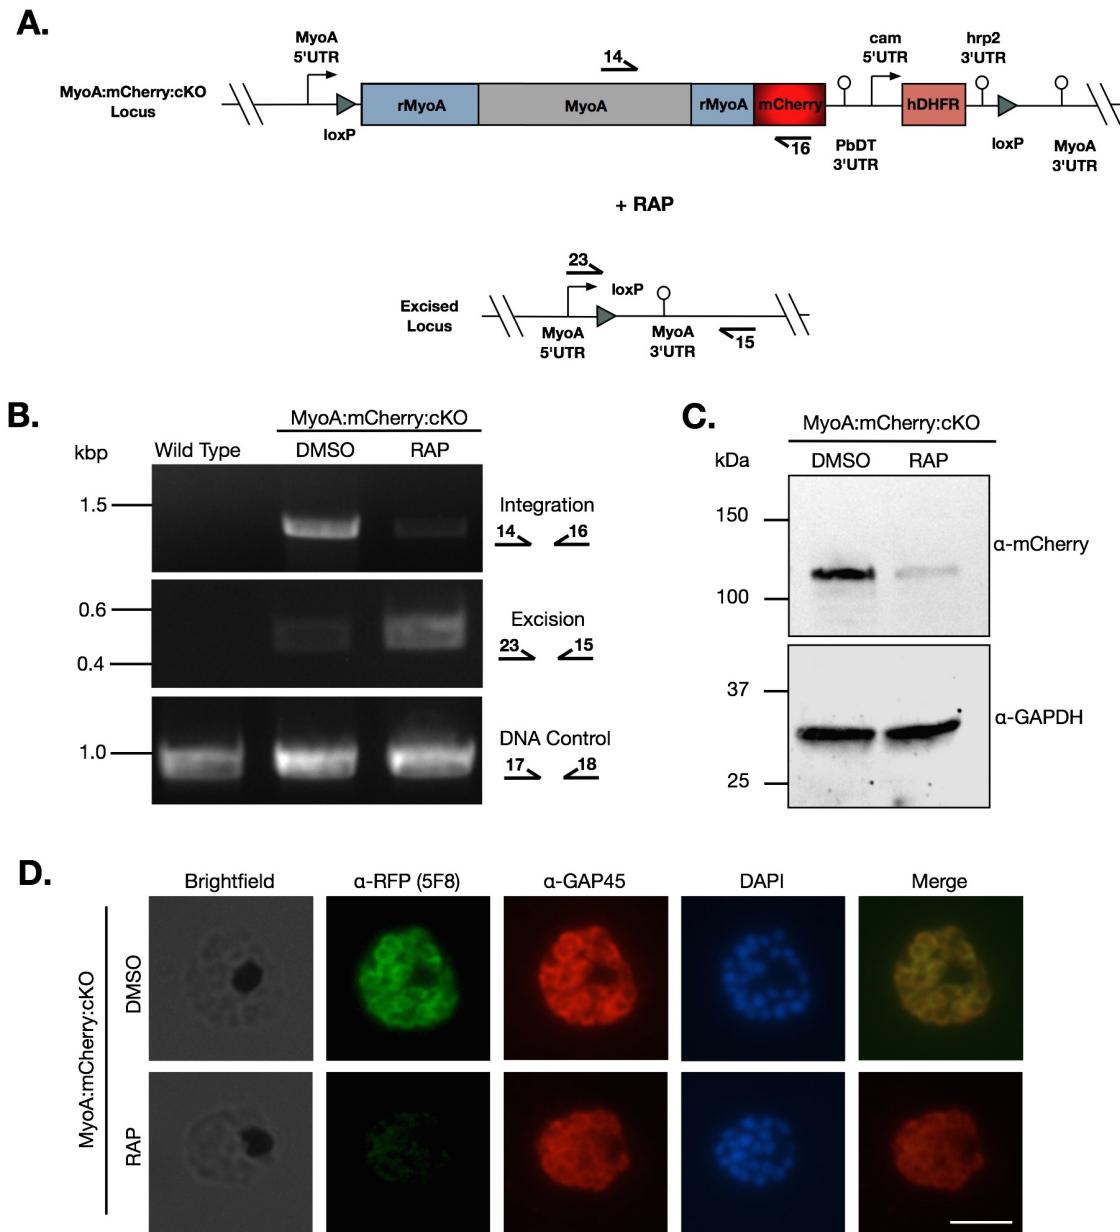 A.
MyoA
5'UTR
14
cam
5'UTR
hrp2
3'UTR
MyoA:mCherry:cKO
Locus
rMyoA
MyoA
rMyoA
mCherry
hDHFR
loxP
16
PbDT
3'UTR
loxP
MyoA
3'UTR
+ RAP
23
loxP
Excised
Locus
MyoA
5'UTR
MyoA
3'UTR
15
B.
MyoA:mCherry:cKO
kbp
Wild Type
DMSO
RAP
1.5
Integration
14
16
0.6
Excision
23
15
0.4
1.0
DNA Control
17
18
C.
MyoA:mCherry:cKO
kDa
DMSO
RAP
150
α-mCherry
100
37
α-GAPDH
25
D.
Brightfield
α-RFP (5F8)
α-GAP45
DAPI
Merge
MyoA:mCherry:cKO
DMSO
RAP